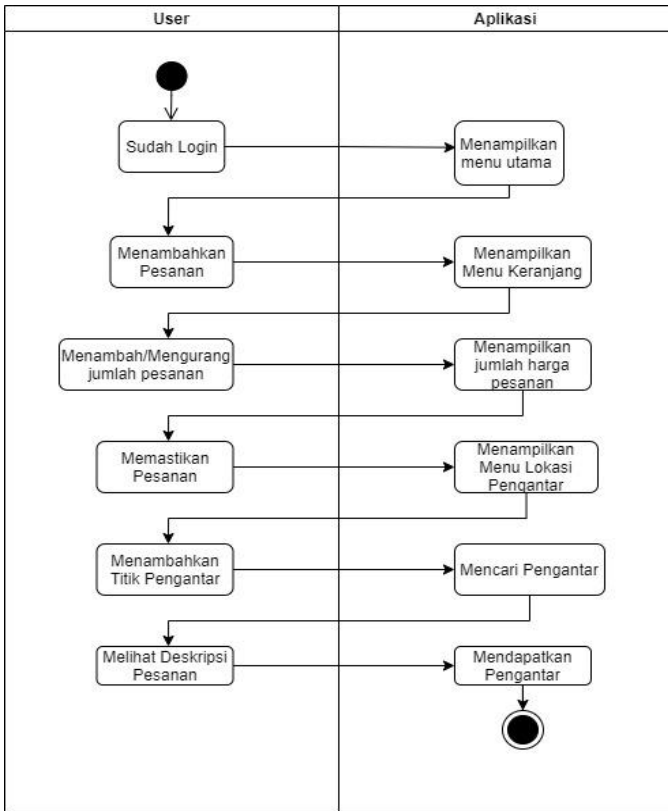 User
Aplikasi
Sudah Login
Menampilkan
menu utama
Menambahkan
Pesanan
Menampilkan
Menu Keranjang
Menambah/Mengurang
jumlah pesanan
Menampilkan
jumlah harga
pesanan
Memastikan
Pesanan
Menampilkan
Menu Lokasi
Pengantar
Menambahkan
Titik Pengantar
Mencari Pengantar
Melihat Deskripsi
Pesanan
Mendapatkan
Pengantar